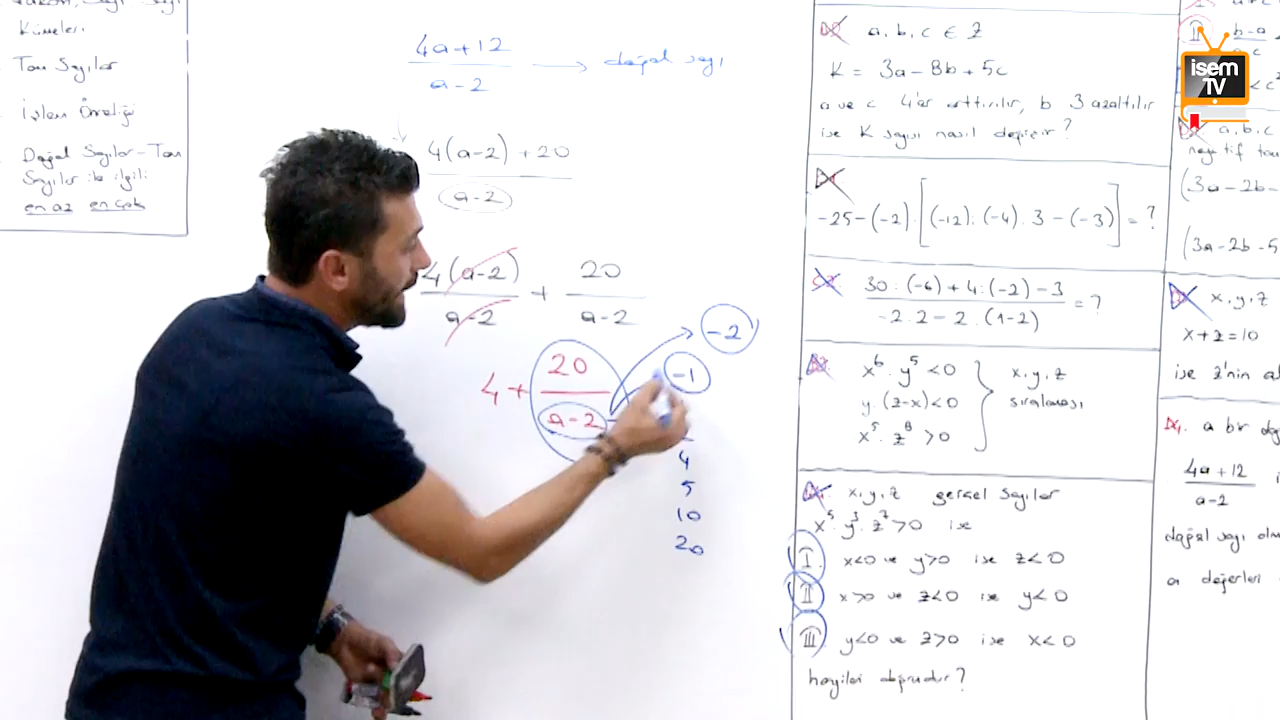 Kümeleri
Tam Sayılar
İşlem Önceliği
Doğal Sayılar - Tam
Sayılar ile ilgili
en az en çok
4a+12 / a-2 → doğal sayı
4(a-2)+20 / a-2
4(a-2) / a-2 + 20 / a-2
4 + 20 / a-2
-2
-1
4
5
10
20
a, b, c ∈ Z
K = 3a - 8b + 5c
a ve c 4'er arttırılır, b 3 azaltılır
ise K sayısı nasıl değişir?
-25-(-2).[(-12):(-4).3-(-3)] = ?
30:(-6)+4:(-2)-3 / -2.2-2.(1-2) = ?
x⁶.y⁵<0
y.(z-x)<0
x⁵.z⁸>0
x, y, z
sıralaması
x, y, z gerçel sayılar
x⁵.y³.z⁷>0 ise
I. x<0 ve y>0 ise z<0
II. x>0 ve z<0 ise y<0
III. y<0 ve z>0 ise x<0
hangileri doğrudur?
II b-a
isem
TV
a, b, c
negatif tam
(3a-2b-
(3a-2b-5
x, y, z
x+z=10
ise z'nin
a bir
4a+12 / a-2
doğal sayı
a değerleri